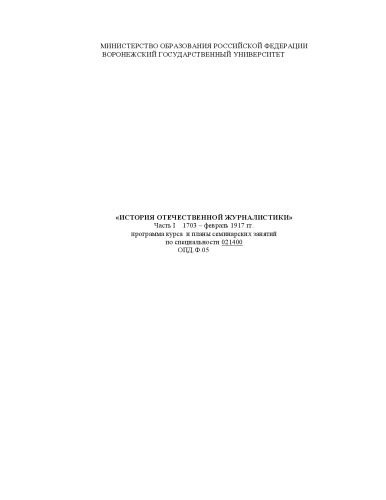 МИНИСТЕРСТВО ОБРАЗОВАНИЯ РОССИЙСКОЙ ФЕДЕРАЦИИ
ВОРОНЕЖСКИЙ ГОСУДАРСТВЕННЫЙ УНИВЕРСИТЕТ
«ИСТОРИЯ ОТЕЧЕСТВЕННОЙ ЖУРНАЛИСТИКИ»
Часть I 1703 – февраль 1917 гг.
программа курса и планы семинарских занятий
по специальности 021400
ОПД.Ф.05